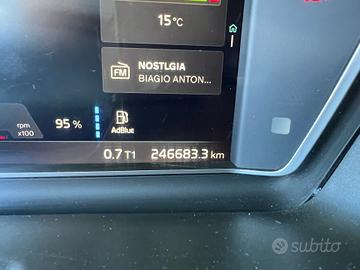 15°C
FM
NOSTLGIA
BIAGIO ANTON...
rpm
x100
95 %
AdBlue
0.7 T1
246683.3 km
subito